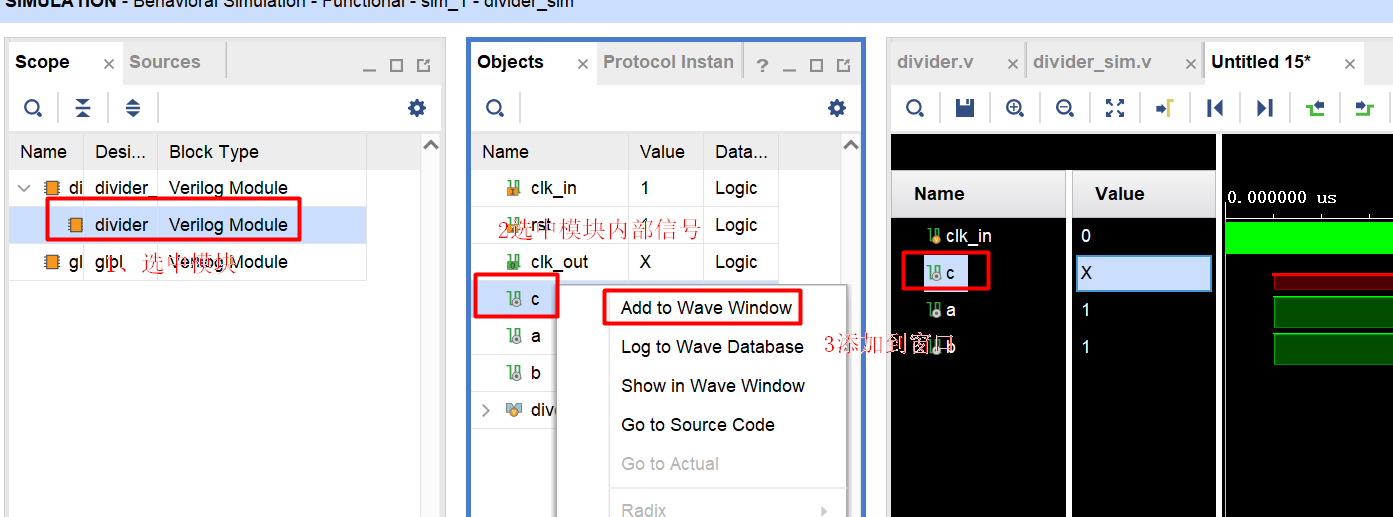 SIMULATION - Behavioral Simulation - Functional - sim_1 - divider_sim
Scope
Sources
Name Desi... Block Type
di divider_ Verilog Module
divider Verilog Module
gl glbl Verilog Module
1、选中模块
Objects
Protocol Instan
Name Value Data...
clk_in 1 Logic
rst 1 Logic
2选中模块内部信号
clk_out X Logic
c
a
b
div
Add to Wave Window
Log to Wave Database
Show in Wave Window
Go to Source Code
Go to Actual
Radix
3添加到窗口
divider.v
divider_sim.v
Untitled 15*
Name Value
0.000000 us
clk_in 0
c X
a 1
b 1